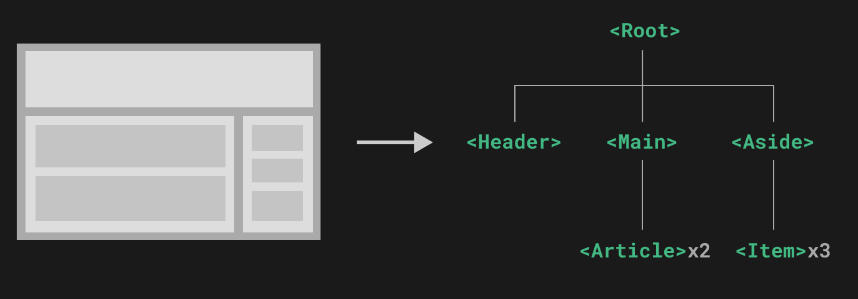 <Root>
<Header> <Main> <Aside>
<Article>x2 <Item>x3